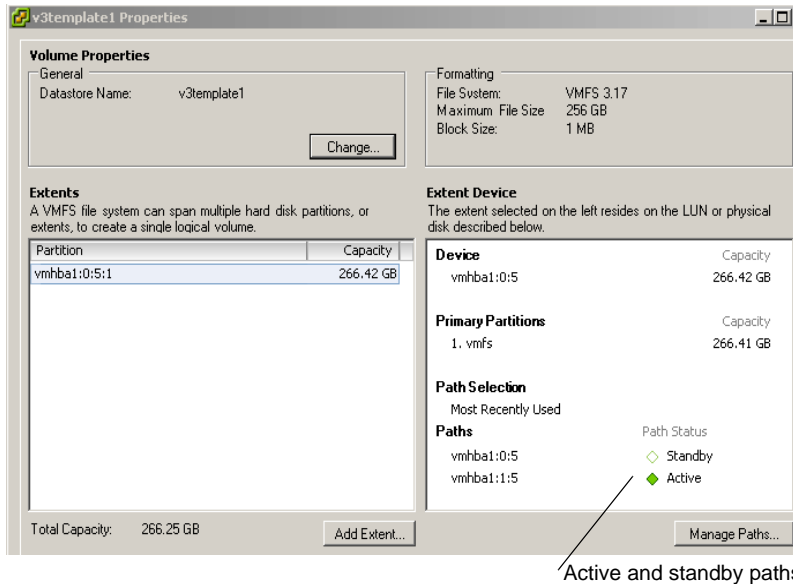 v3template1 Properties
Volume Properties
General
Datastore Name: v3template1
Change...
Formatting
File System: VMFS 3.17
Maximum File Size 256 GB
Block Size: 1 MB
Extents
A VMFS file system can span multiple hard disk partitions, or
extents, to create a single logical volume.
Partition Capacity
vmhba1:0:5:1 266.42 GB
Total Capacity: 266.25 GB
Add Extent...
Extent Device
The extent selected on the left resides on the LUN or physical
disk described below.
Device Capacity
vmhba1:0:5 266.42 GB
Primary Partitions Capacity
1. vmfs 266.41 GB
Path Selection
Most Recently Used
Paths Path Status
vmhba1:0:5 Standby
vmhba1:1:5 Active
Manage Paths...
Active and standby paths